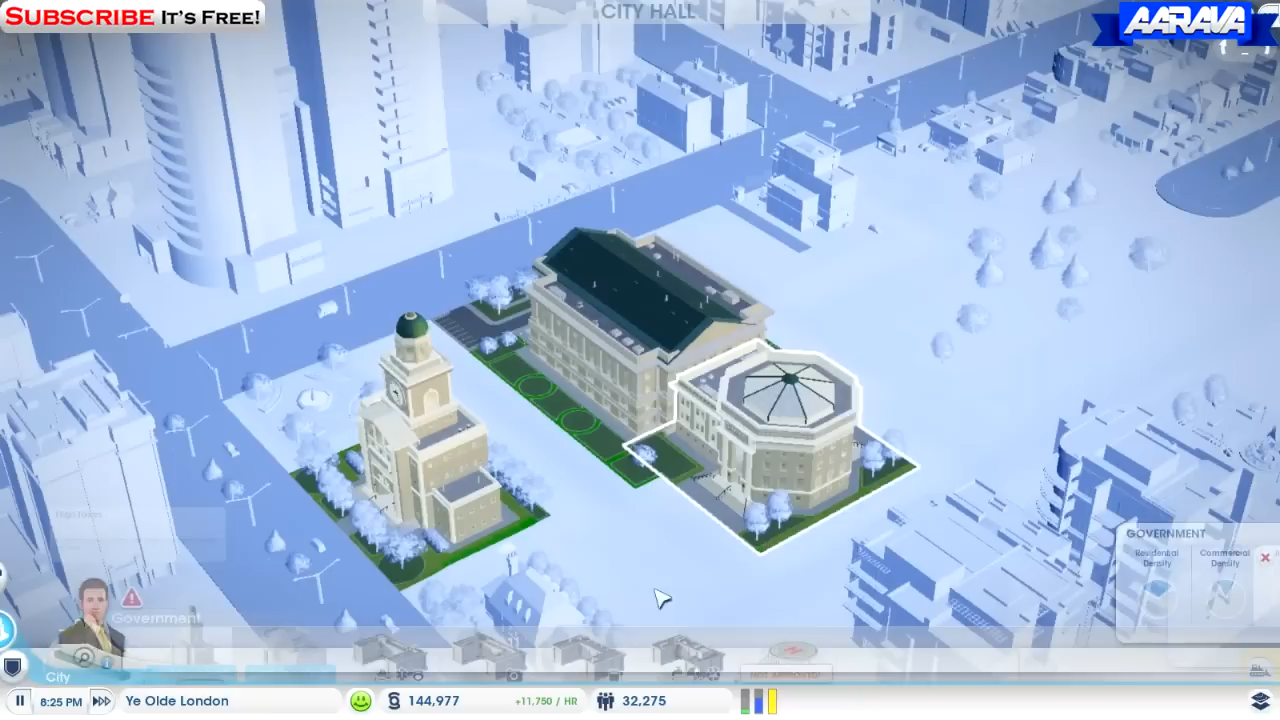 SUBSCRIBE IT'S FREE!
CITY HALL
AARAVA
GOVERNMENT
Residential Density
Commercial Density
Government
City
8:25 PM
Ye Olde London
144,977
+11,750 / HR
32,275